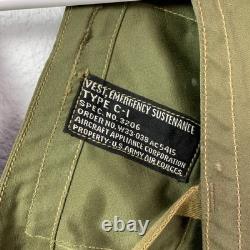 VEST, EMERGENCY SUSTENANCE
TYPE C-1
SPEC. NO. 3206
ORDER NO. W33-038 AC5415
AIRCRAFT APPLIANCE CORPORATION
PROPERTY: U.S. ARMY AIR FORCES.